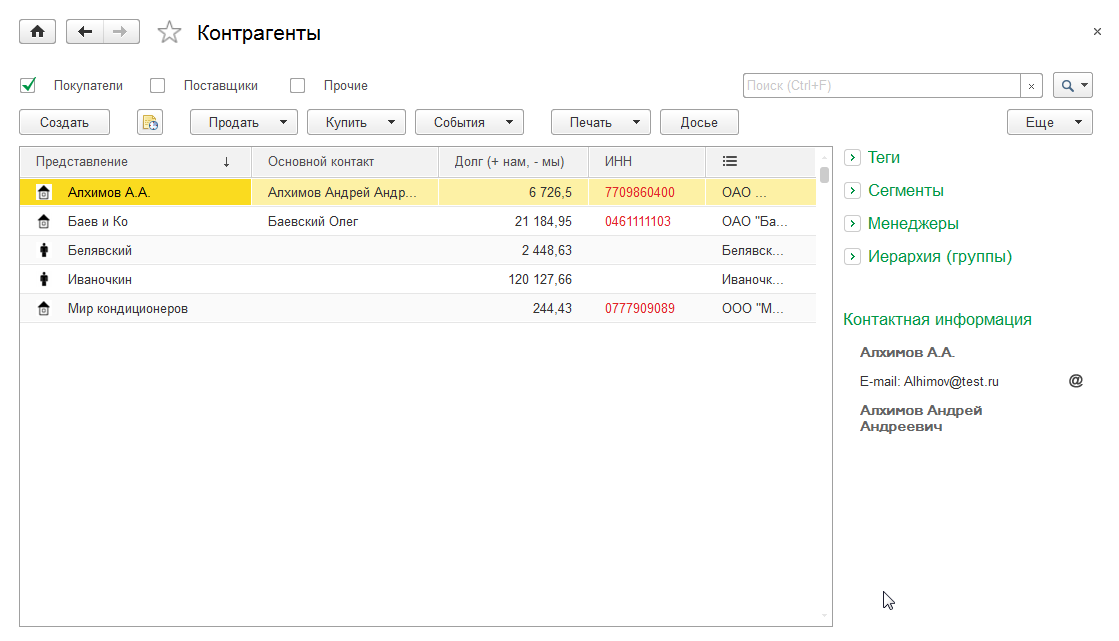 Контрагенты
Покупатели Поставщики Прочие Поиск (Ctrl+F)
Создать Продать Купить События Печать Досье Еще
Представление ↓ Основной контакт Долг (+ нам, - мы) ИНН
Алхимов А.А. Алхимов Андрей Андр... 6 726,5 7709860400 ОАО ...
Баев и Ко Баевский Олег 21 184,95 0461111103 ОАО "Ба...
Белявский 2 448,63 Белявск...
Иваночкин 120 127,66 Иваночк...
Мир кондиционеров 244,43 0777909089 ООО "М...
Теги
Сегменты
Менеджеры
Иерархия (группы)
Контактная информация
Алхимов А.А.
E-mail: Alhimov@test.ru @
Алхимов Андрей
Андреевич